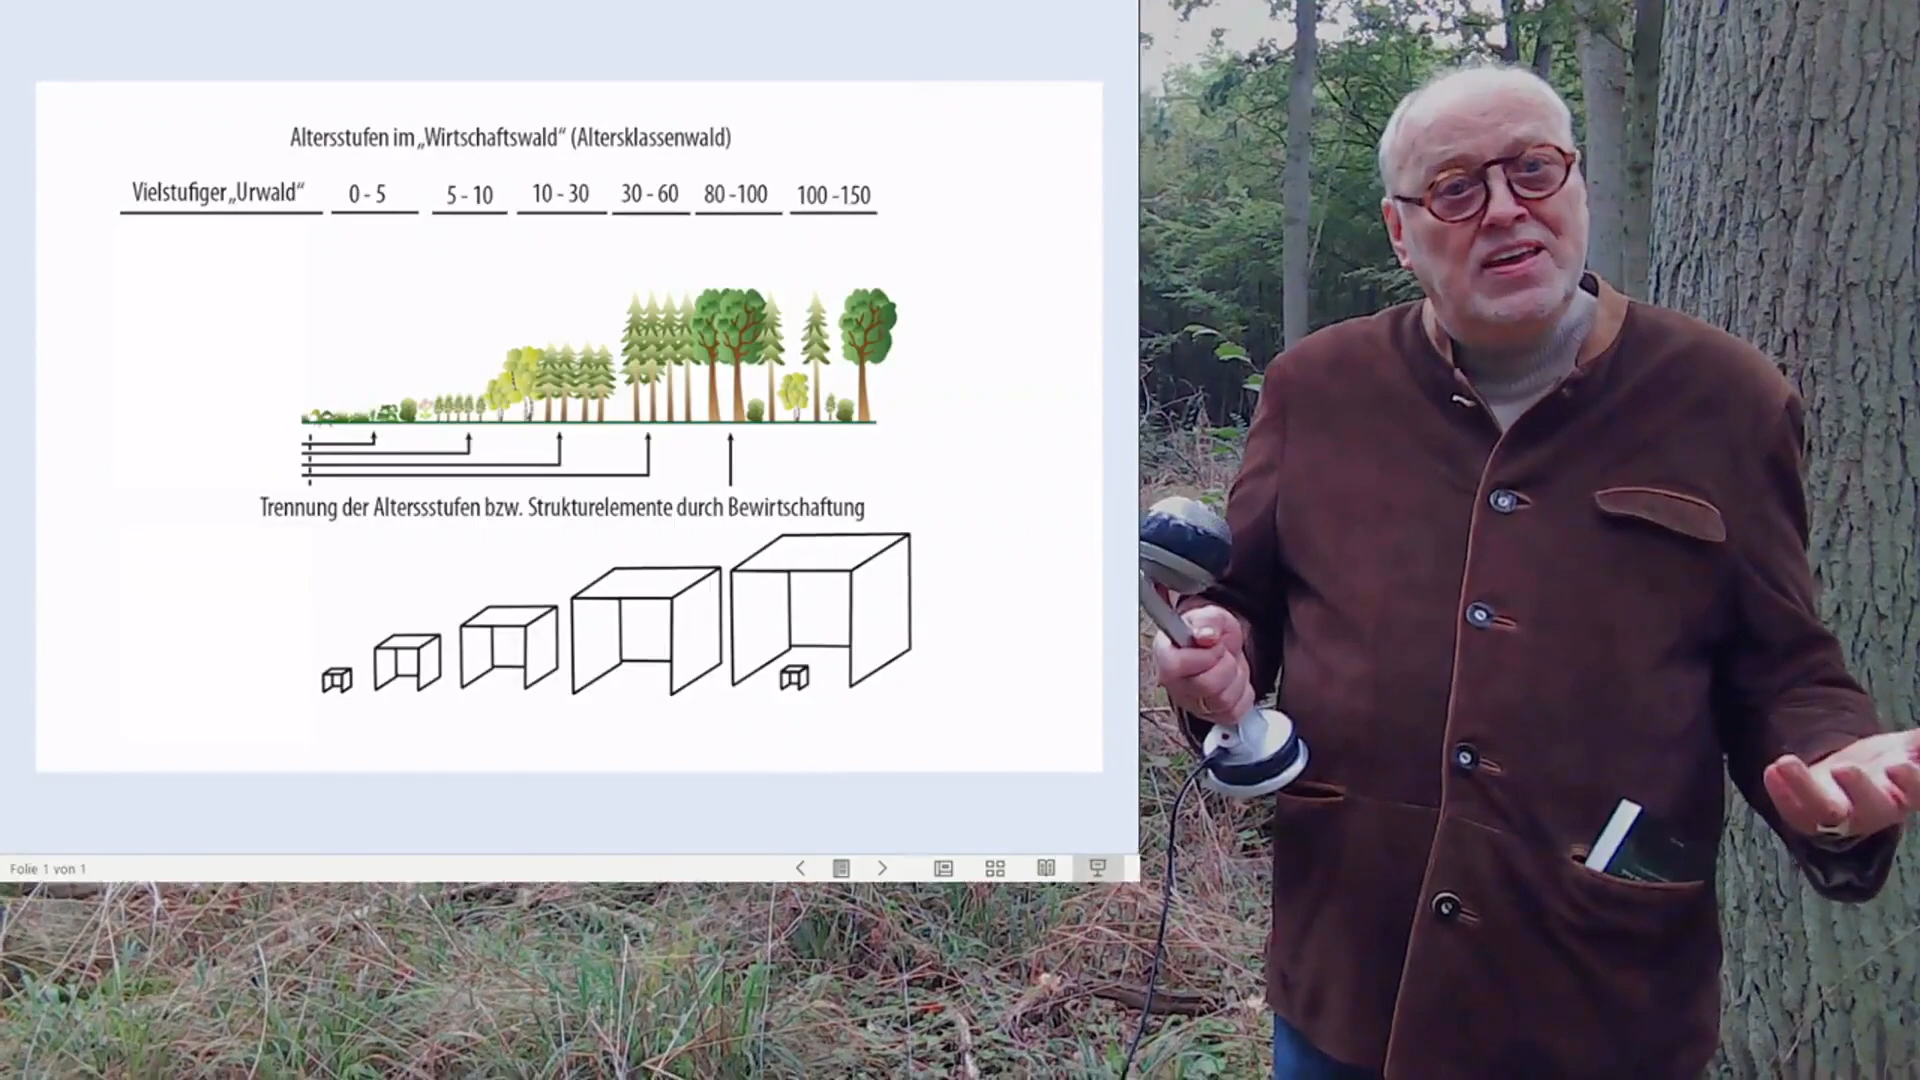 Altersstufen im „Wirtschaftswald“ (Altersklassenwald)
Vielstufiger „Urwald“ 0 - 5 5 - 10 10 - 30 30 - 60 80 -100 100 -150
Trennung der Alterssstufen bzw. Strukturelemente durch Bewirtschaftung
Folie 1 von 1